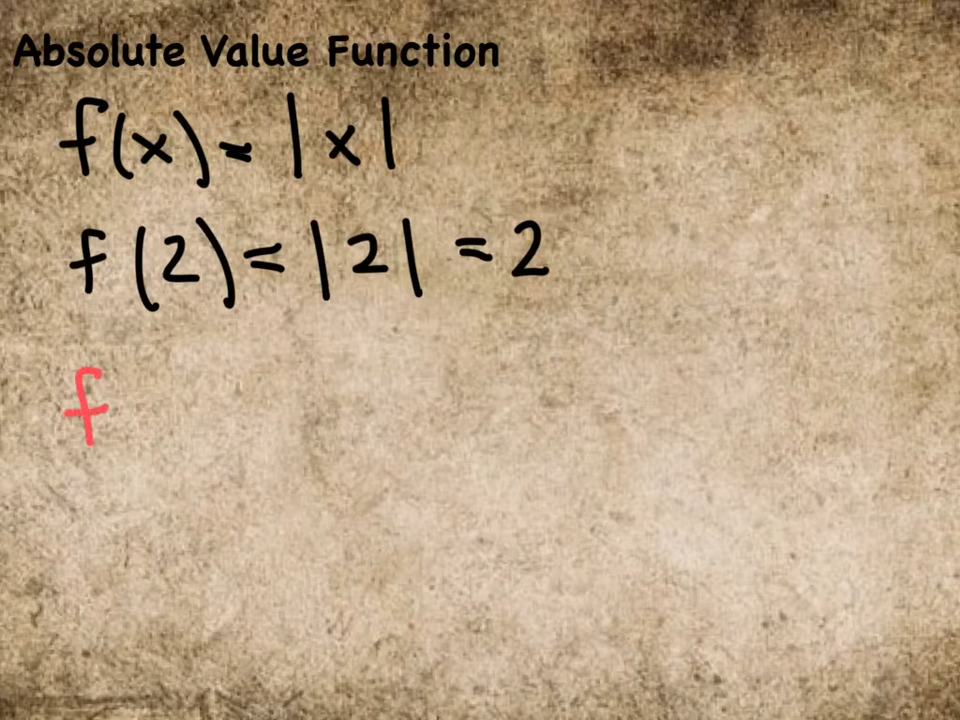 Absolute Value Function
f(x) = |x|
f(2) = |2| = 2
f